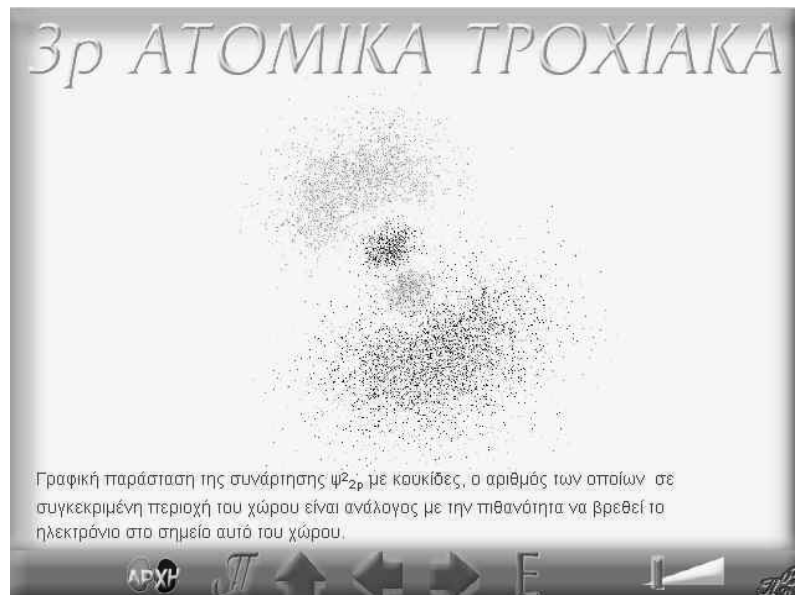 3p ΑΤΟΜΙΚΑ ΤΡΟΧΙΑΚΑ
Γραφική παράσταση της συνάρτησης ψ²₂p με κουκίδες, ο αριθμός των οποίων σε
συγκεκριμένη περιοχή του χώρου είναι ανάλογος με την πιθανότητα να βρεθεί το
ηλεκτρόνιο στο σημείο αυτό του χώρου.
ΑΡΧΗ Π Ε